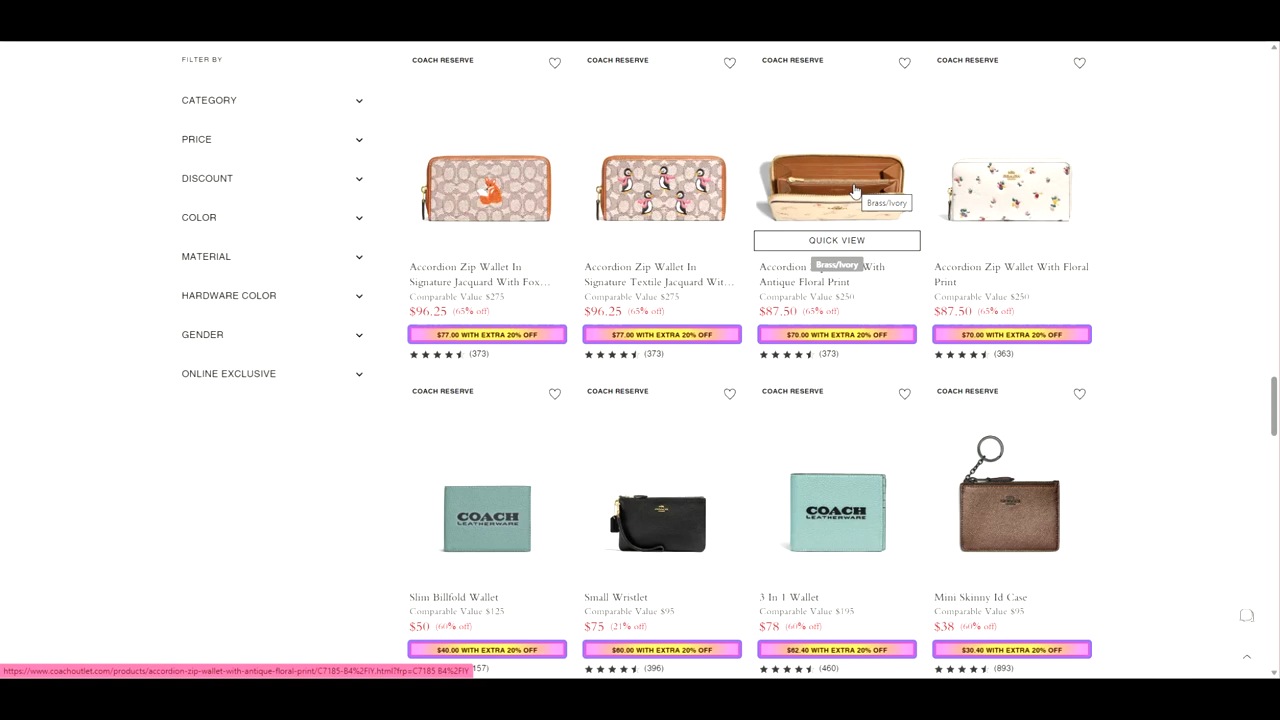 FILTER BY
CATEGORY
PRICE
DISCOUNT
COLOR
MATERIAL
HARDWARE COLOR
GENDER
ONLINE EXCLUSIVE
COACH RESERVE
Accordion Zip Wallet In
Signature Jacquard With Fox...
Comparable Value $275
$96.25 (65% off)
$77.00 WITH EXTRA 20% OFF
(373)
COACH RESERVE
Accordion Zip Wallet In
Signature Textile Jacquard Wit...
Comparable Value $275
$96.25 (65% off)
$77.00 WITH EXTRA 20% OFF
(373)
COACH RESERVE
Brass/Ivory
QUICK VIEW
Brass/Ivory
Accordion With
Antique Floral Print
Comparable Value $250
$87.50 (65% off)
$70.00 WITH EXTRA 20% OFF
(373)
COACH RESERVE
Accordion Zip Wallet With Floral
Print
Comparable Value $250
$87.50 (65% off)
$70.00 WITH EXTRA 20% OFF
(363)
COACH RESERVE
COACH
LEATHERWARE
Slim Billfold Wallet
Comparable Value $125
$50 (60% off)
$40.00 WITH EXTRA 20% OFF
157)
COACH RESERVE
Small Wristlet
Comparable Value $95
$75 (21% off)
$60.00 WITH EXTRA 20% OFF
(396)
COACH RESERVE
COACH
LEATHERWARE
3 In 1 Wallet
Comparable Value $195
$78 (60% off)
$62.40 WITH EXTRA 20% OFF
(460)
COACH RESERVE
Mini Skinny Id Case
Comparable Value $95
$38 (60% off)
$30.40 WITH EXTRA 20% OFF
(893)
https://www.coachoutlet.com/products/accordion-zip-wallet-with-antique-floral-print/C7185-B4%2FIY.html?frp=C7185 B4%2FIY